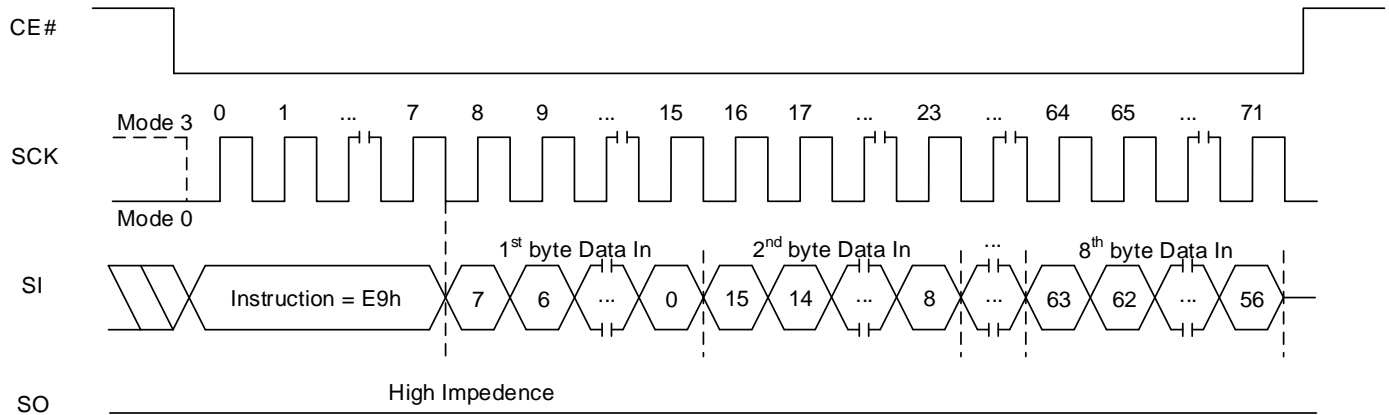 CE#
0 1 ... 7 8 9 ... 15 16 17 ... 23 ... 64 65 ... 71
Mode 3
SCK
Mode 0
1st byte Data In 2nd byte Data In ... 8th byte Data In
SI
Instruction = E9h 7 6 ... 0 15 14 ... 8 ... 63 62 ... 56
High Impedence
SO